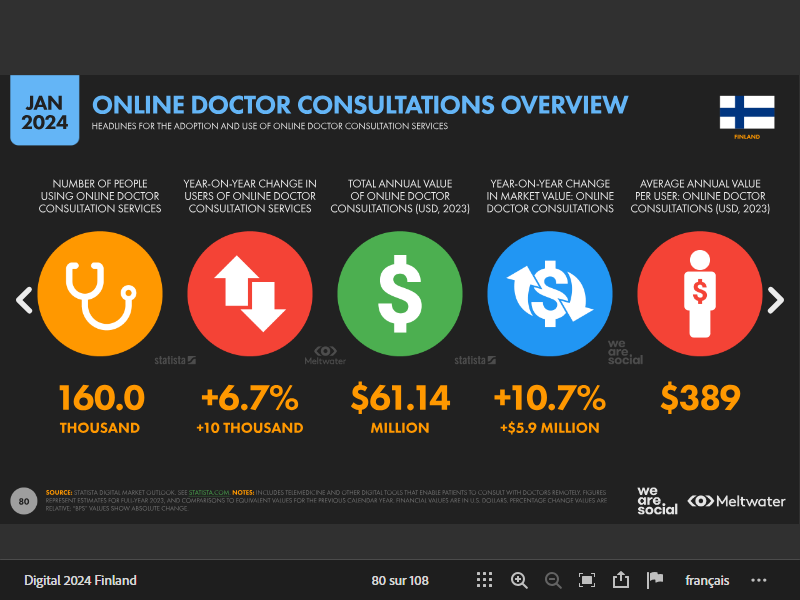 JAN
2024
ONLINE DOCTOR CONSULTATIONS OVERVIEW
HEADLINES FOR THE ADOPTION AND USE OF ONLINE DOCTOR CONSULTATION SERVICES
FINLAND
NUMBER OF PEOPLE
USING ONLINE DOCTOR
CONSULTATION SERVICES
YEAR-ON-YEAR CHANGE IN
USERS OF ONLINE DOCTOR
CONSULTATION SERVICES
TOTAL ANNUAL VALUE
OF ONLINE DOCTOR
CONSULTATIONS (USD, 2023)
YEAR-ON-YEAR CHANGE
IN MARKET VALUE: ONLINE
DOCTOR CONSULTATIONS
AVERAGE ANNUAL VALUE
PER USER: ONLINE DOCTOR
CONSULTATIONS (USD, 2023)
$
$
$
statista
Meltwater
statista
we
are.
social
160.0
THOUSAND
+6.7%
+10 THOUSAND
$61.14
MILLION
+10.7%
+$5.9 MILLION
$389
80
SOURCE: STATISTA DIGITAL MARKET OUTLOOK. SEE STATISTA.COM. NOTES: INCLUDES TELEMEDICINE AND OTHER DIGITAL TOOLS THAT ENABLE PATIENTS TO CONSULT WITH DOCTORS REMOTELY. FIGURES
REPRESENT ESTIMATES FOR FULL-YEAR 2023, AND COMPARISONS TO EQUIVALENT VALUES FOR THE PREVIOUS CALENDAR YEAR. FINANCIAL VALUES ARE IN U.S. DOLLARS. PERCENTAGE CHANGE VALUES ARE
RELATIVE; "BPS" VALUES SHOW ABSOLUTE CHANGE.
we
are.
social
Meltwater
Digital 2024 Finland
80 sur 108
français